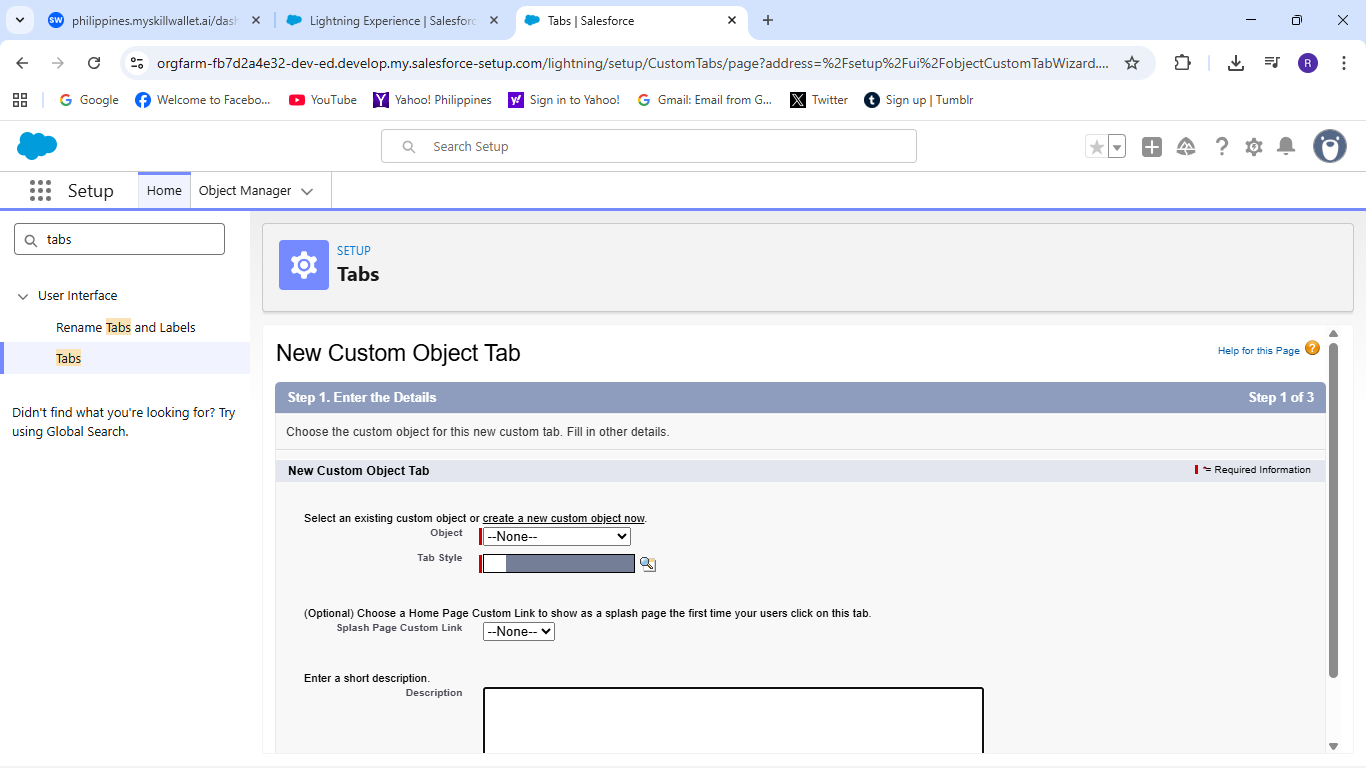 philippines.myskillwallet.ai/dash
Lightning Experience | Salesforc
Tabs | Salesforce
orgfarm-fb7d2a4e32-dev-ed.develop.my.salesforce-setup.com/lightning/setup/CustomTabs/page?address=%2Fsetup%2Fui%2FobjectCustomTabWizard....
R
Google
Welcome to Facebo...
YouTube
Yahoo! Philippines
Sign in to Yahoo!
Gmail: Email from G...
Twitter
Sign up | Tumblr
Search Setup
Setup
Home
Object Manager
tabs
User Interface
Rename Tabs and Labels
Tabs
Didn't find what you're looking for? Try
using Global Search.
SETUP
Tabs
New Custom Object Tab
Help for this Page
Step 1. Enter the Details
Step 1 of 3
Choose the custom object for this new custom tab. Fill in other details.
New Custom Object Tab
= Required Information
Select an existing custom object or create a new custom object now.
Object
--None--
Tab Style
(Optional) Choose a Home Page Custom Link to show as a splash page the first time your users click on this tab.
Splash Page Custom Link
--None--
Enter a short description.
Description